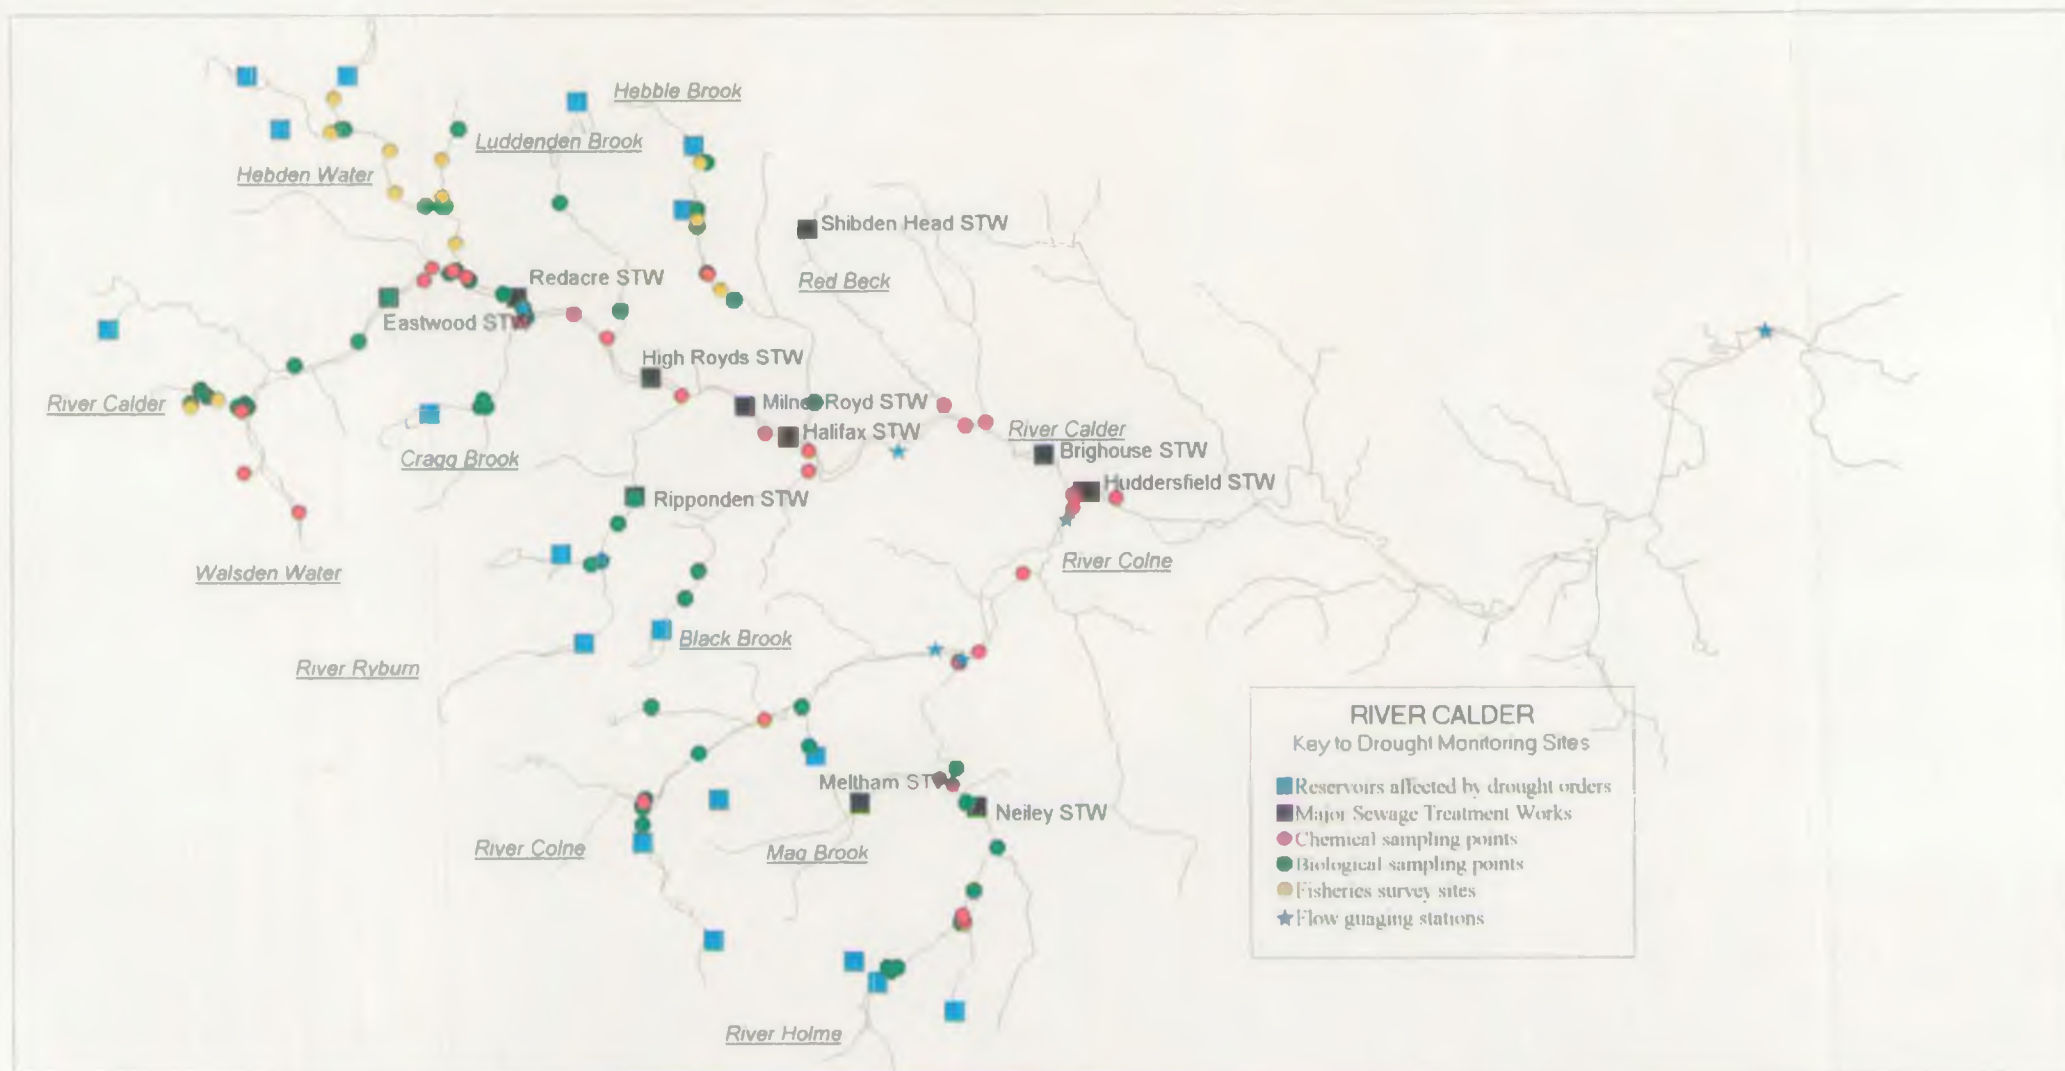 Hebble Brook
Luddenden Brook
Hebden Water
Shibden Head STW
Redacre STW
Red Beck
Eastwood STW
High Royds STW
River Calder
Milner Royd STW
Halifax STW
River Calder
Brighouse STW
Cragg Brook
Huddersfield STW
Ripponden STW
River Colne
Walsden Water
Black Brook
River Ryburn
RIVER CALDER
Key to Drought Monitoring Sites
Reservoirs affected by drought orders
Major Sewage Treatment Works
Chemical sampling points
Biological sampling points
Fisheries survey sites
Flow guaging stations
Meltham STW
Neiley STW
River Colne
Mag Brook
River Holme